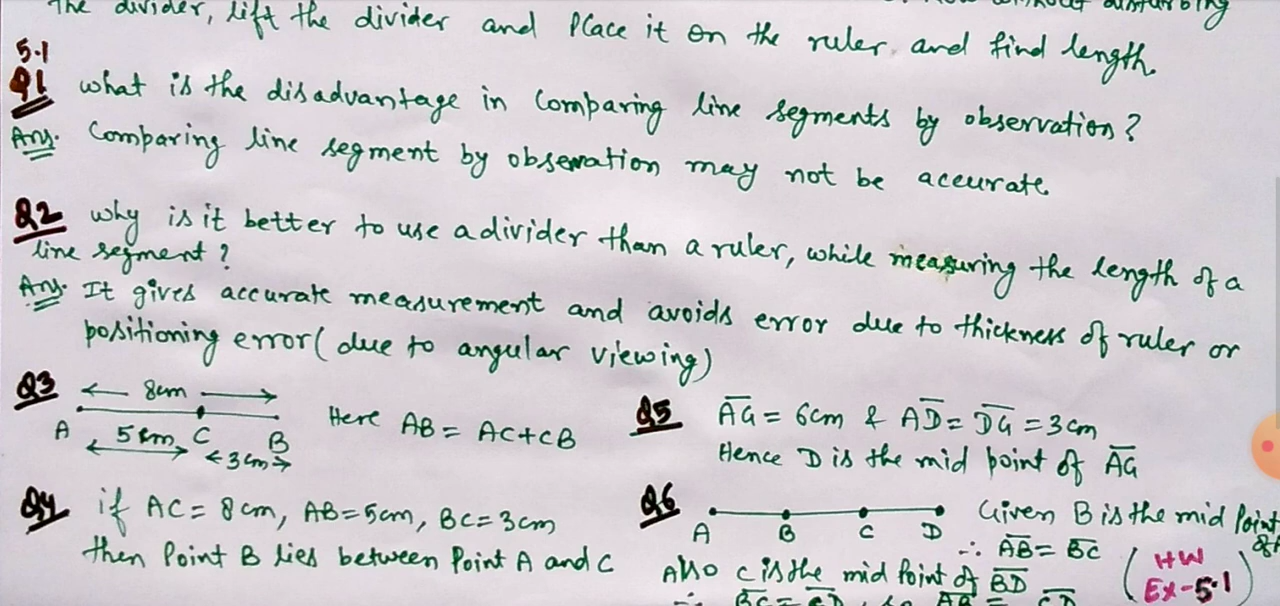 The divider, lift the divider and Place it on the ruler, and find length.
5.1
Q1 what is the disadvantage in Comparing line segments by observation?
Ans. Comparing line segment by observation may not be accurate.
Q2 why is it better to use a divider than a ruler, while measuring the length of a
line segment?
Ans. It gives accurate measurement and avoids error due to thickness of ruler or
positioning error (due to angular viewing)
Q3 8cm
A 5cm C 3cm B
Here AB = AC+CB
Q4 if AC = 8cm, AB=5cm, BC=3cm
then Point B lies between Point A and C
Q5 AG = 6cm & AD = DG = 3cm
Hence D is the mid point of AG
Q6 A B C D
Given B is the mid Point
∴ AB = BC
Also C is the mid Point of BD
∴ BC = CD, so AB = CD
HW
Ex-5.1